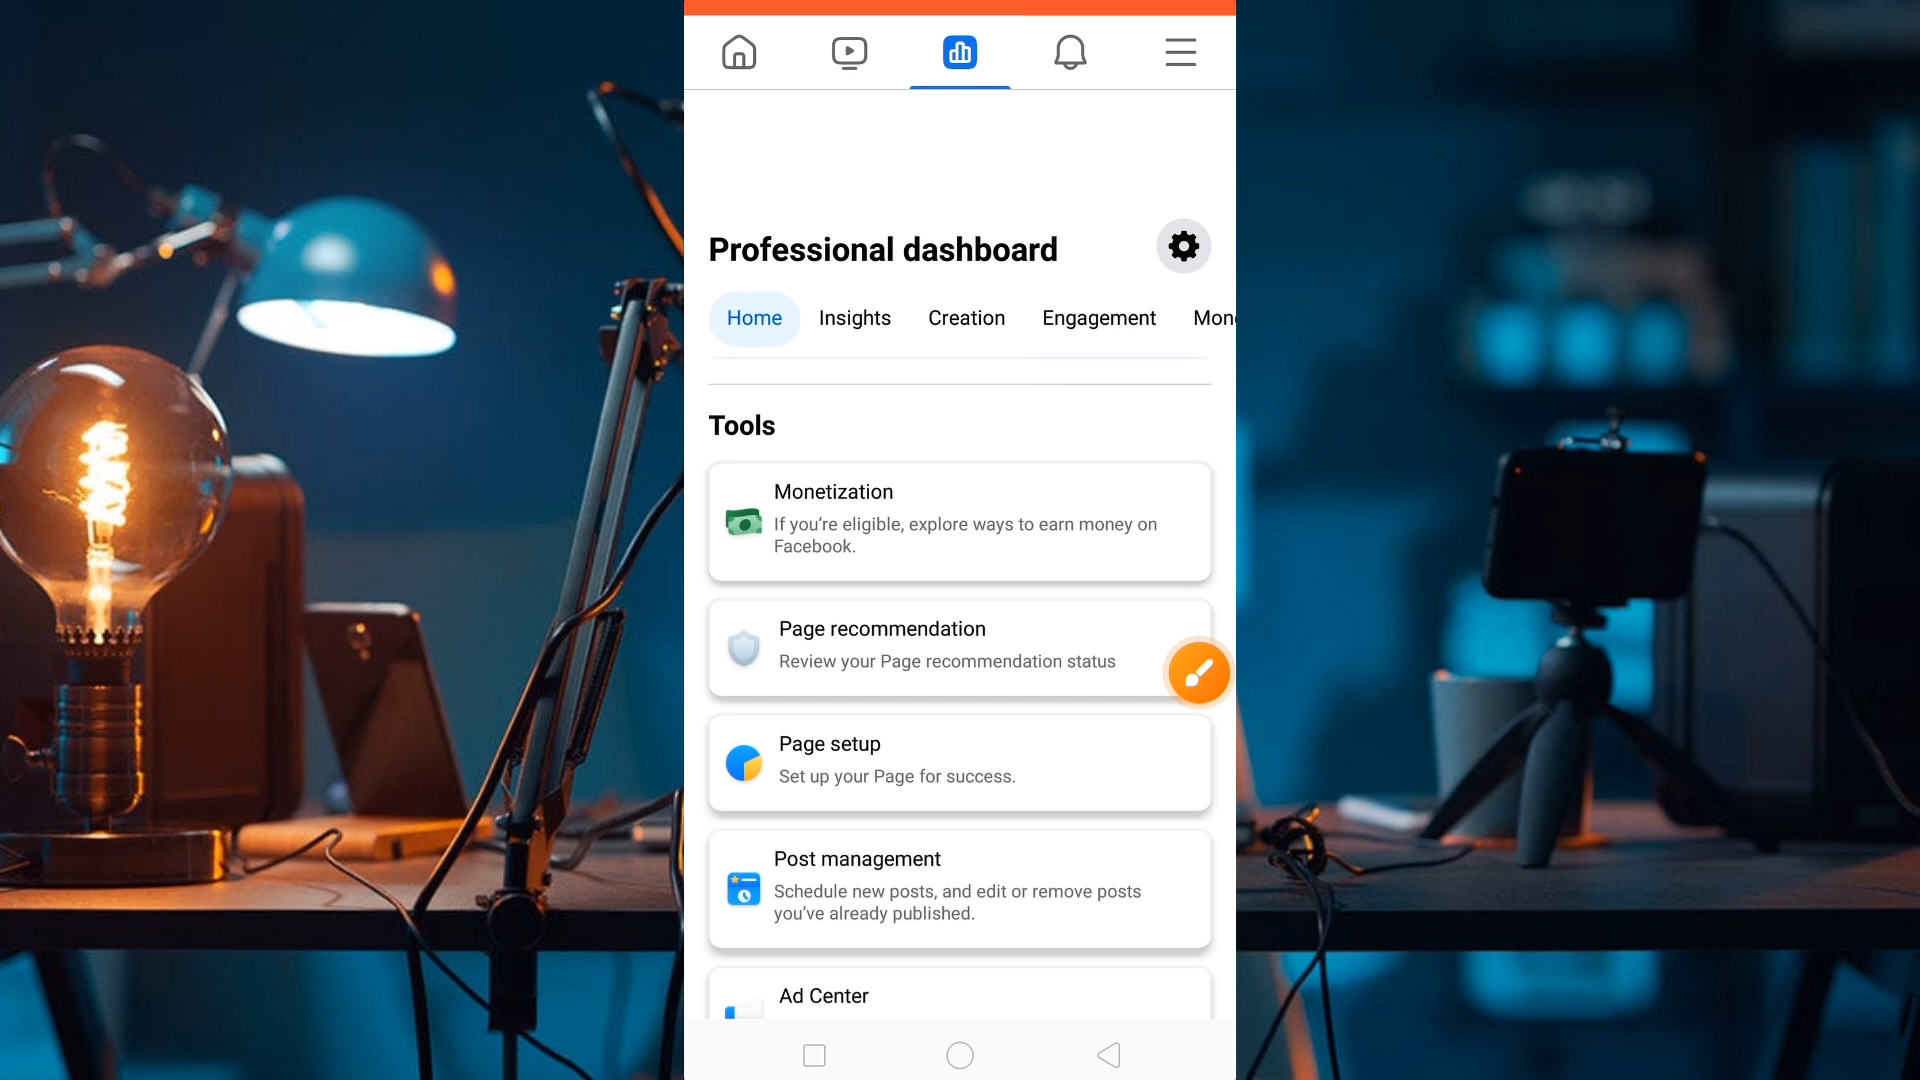 Professional dashboard
Home Insights Creation Engagement Mon
Tools
Monetization
If you’re eligible, explore ways to earn money on
Facebook.
Page recommendation
Review your Page recommendation status
Page setup
Set up your Page for success.
Post management
Schedule new posts, and edit or remove posts
you’ve already published.
Ad Center